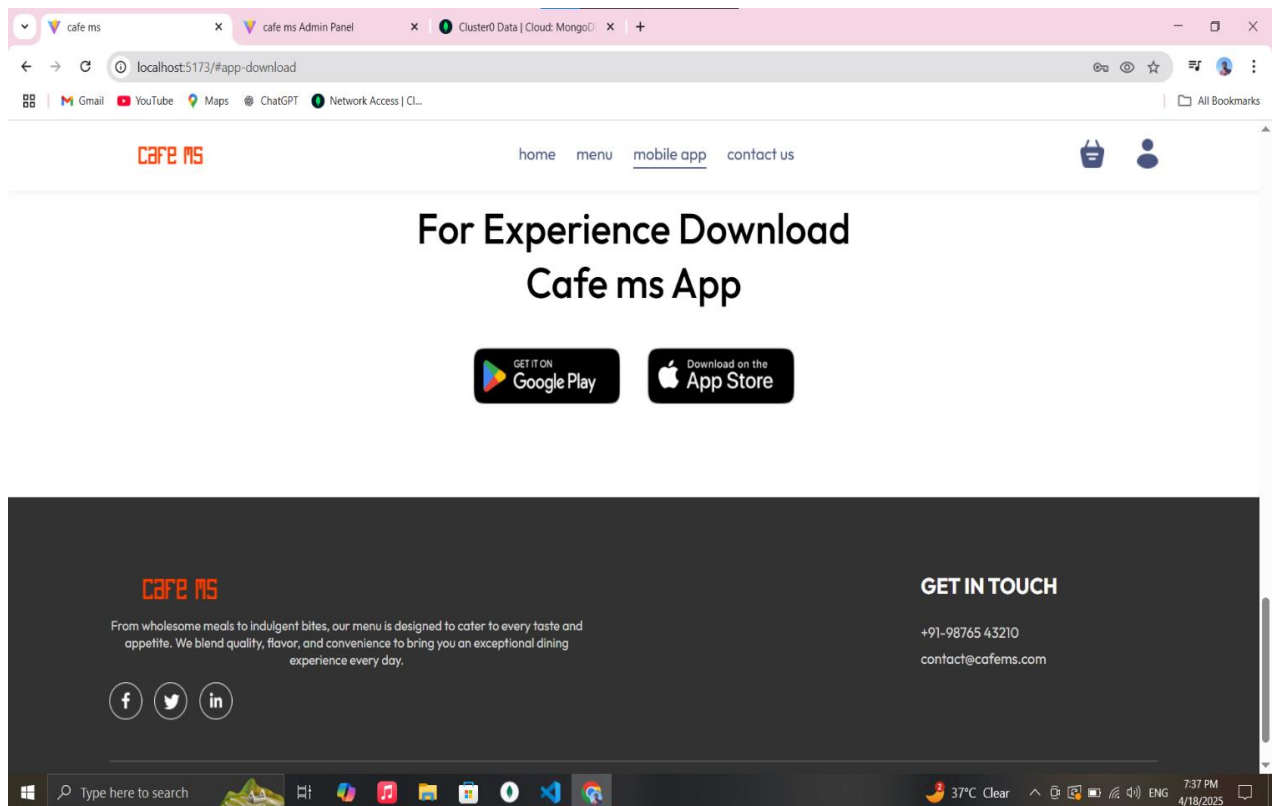 cafe ms
cafe ms Admin Panel
Cluster0 Data | Cloud: MongoD
localhost:5173/#app-download
Gmail
YouTube
Maps
ChatGPT
Network Access | Cl...
All Bookmarks
cafe ms
home
menu
mobile app
contact us
For Experience Download
Cafe ms App
GET IT ON
Google Play
Download on the
App Store
cafe ms
From wholesome meals to indulgent bites, our menu is designed to cater to every taste and
appetite. We blend quality, flavor, and convenience to bring you an exceptional dining
experience every day.
f
in
GET IN TOUCH
+91-98765 43210
contact@cafems.com
Type here to search
2
37°C Clear
ENG
7:37 PM
4/18/2025